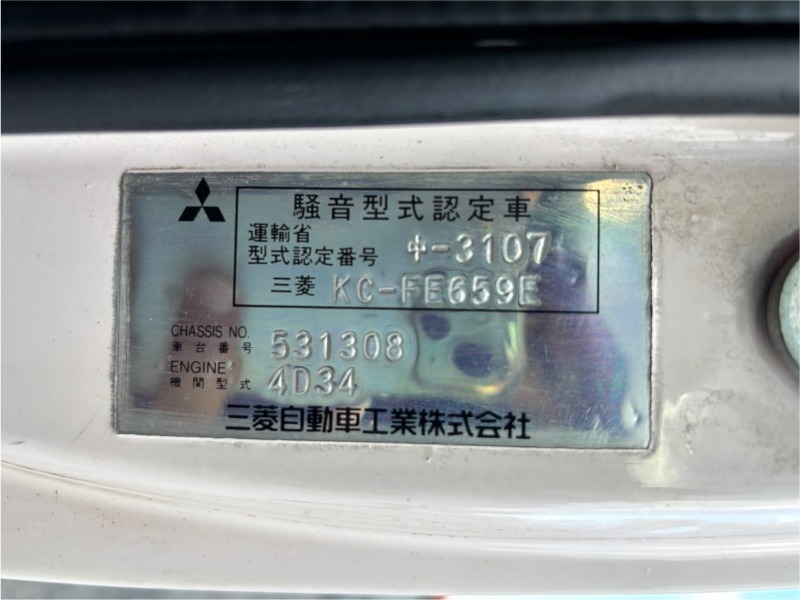 騒音型式認定車
運輸省
型式認定番号 中-3107
三菱 KC-FE659E
CHASSIS NO.
車台番号 531308
ENGINE
機関型式 4D34
三菱自動車工業株式会社